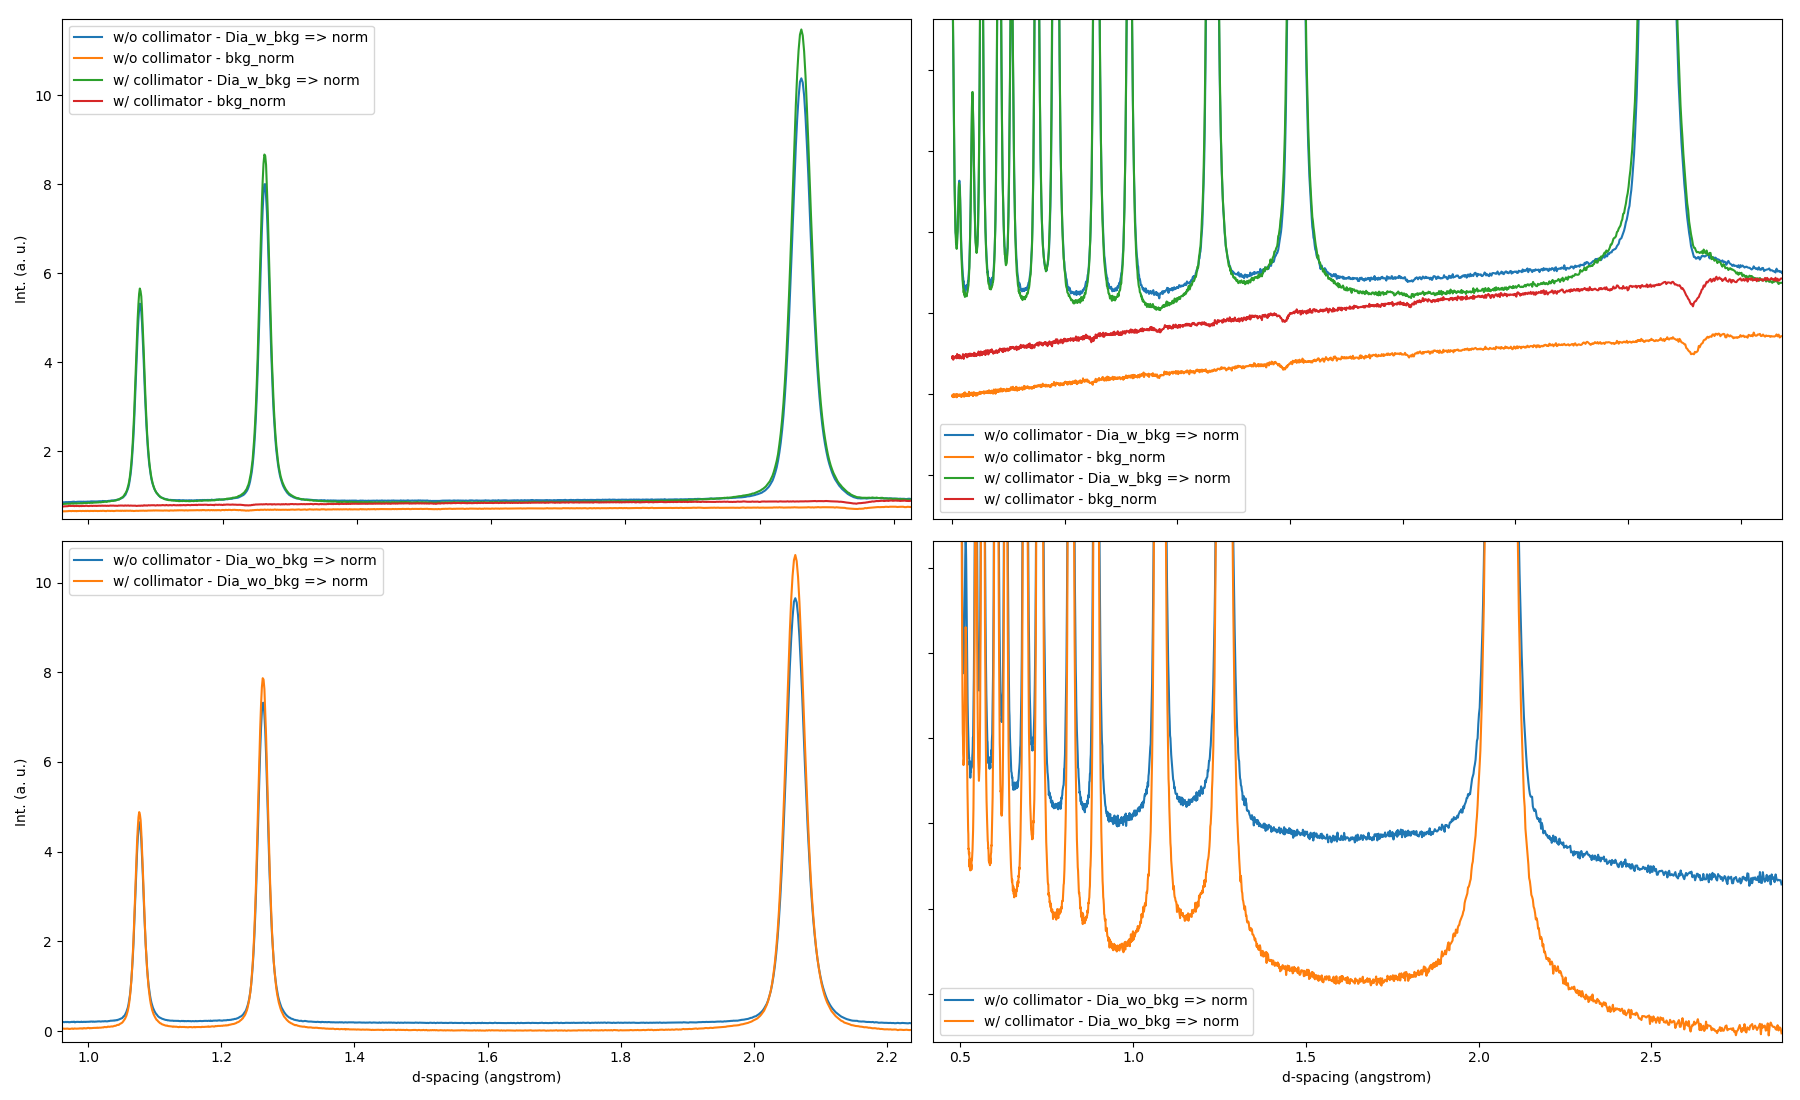 w/o collimator - Dia_w_bkg => norm
w/o collimator - bkg_norm
w/ collimator - Dia_w_bkg => norm
w/ collimator - bkg_norm
Int. (a. u.)
10
8
6
4
2
w/o collimator - Dia_w_bkg => norm
w/o collimator - bkg_norm
w/ collimator - Dia_w_bkg => norm
w/ collimator - bkg_norm
w/o collimator - Dia_wo_bkg => norm
w/ collimator - Dia_wo_bkg => norm
Int. (a. u.)
10
8
6
4
2
0
1.0 1.2 1.4 1.6 1.8 2.0 2.2
d-spacing (angstrom)
w/o collimator - Dia_wo_bkg => norm
w/ collimator - Dia_wo_bkg => norm
0.5 1.0 1.5 2.0 2.5
d-spacing (angstrom)